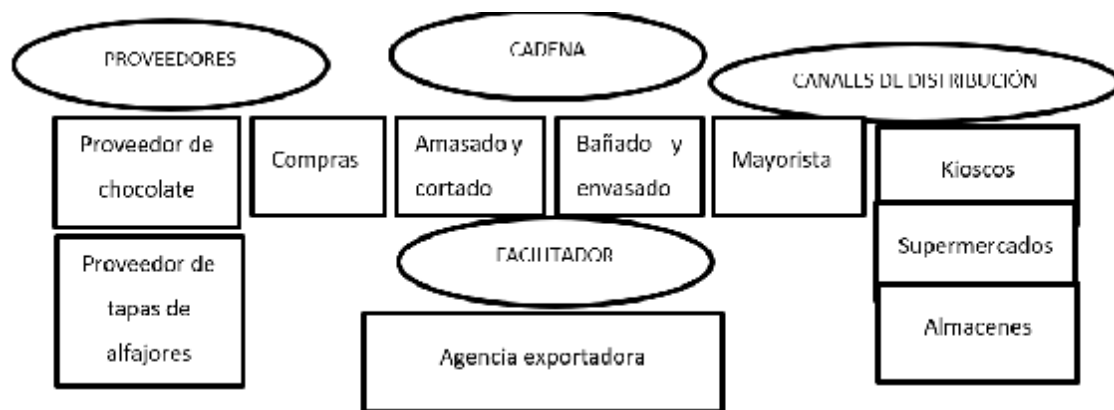 PROVEEDORES
CADENA
CANALES DE DISTRIBUCIÓN
Proveedor de
chocolate
Compras
Amasado y
cortado
Bañado y
envasado
Mayorista
Kioscos
Proveedor de
tapas de
alfajores
FACILITADOR
Agencia exportadora
Supermercados
Almacenes